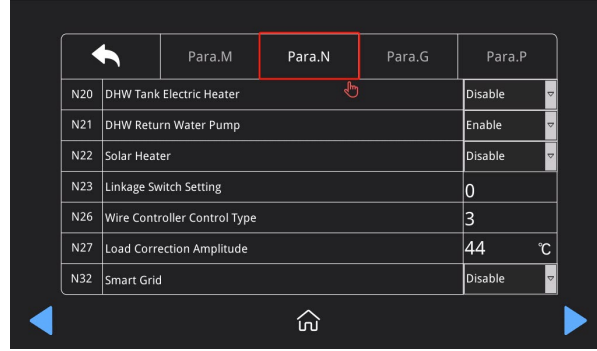 Para.M Para.N Para.G Para.P
N20 DHW Tank Electric Heater Disable
N21 DHW Return Water Pump Enable
N22 Solar Heater Disable
N23 Linkage Switch Setting 0
N26 Wire Controller Control Type 3
N27 Load Correction Amplitude 44 ℃
N32 Smart Grid Disable